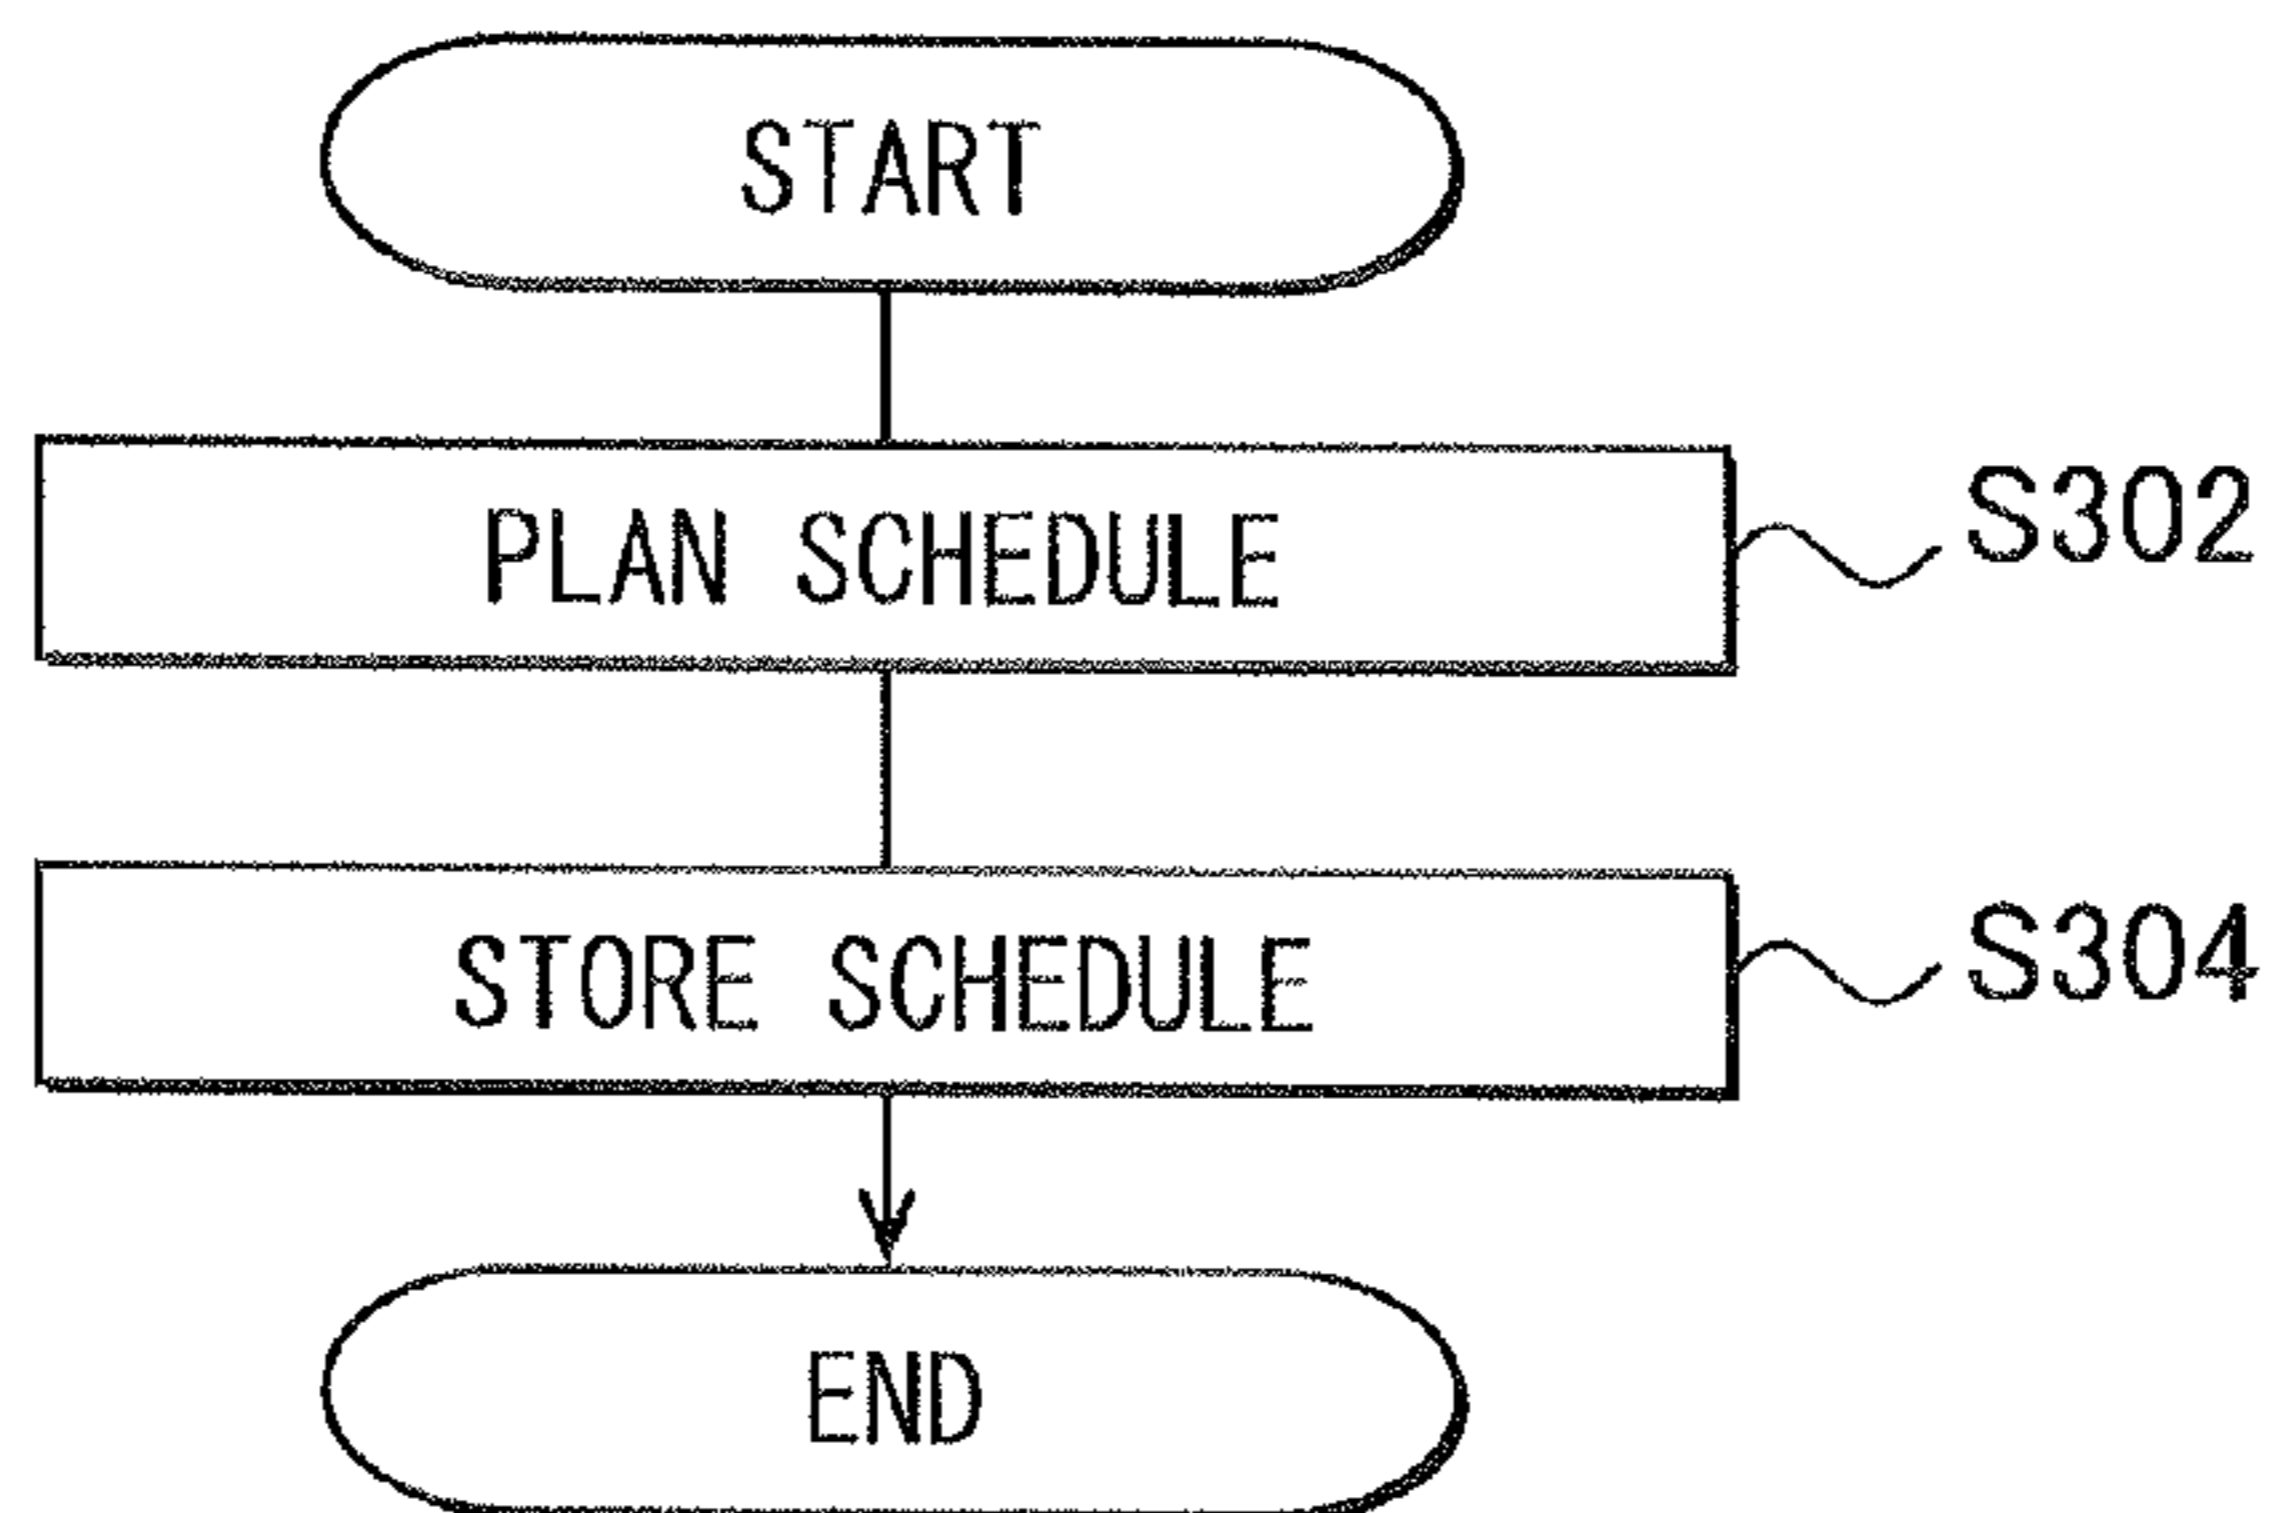 START
PLAN SCHEDULE
S302
STORE SCHEDULE
S304
END